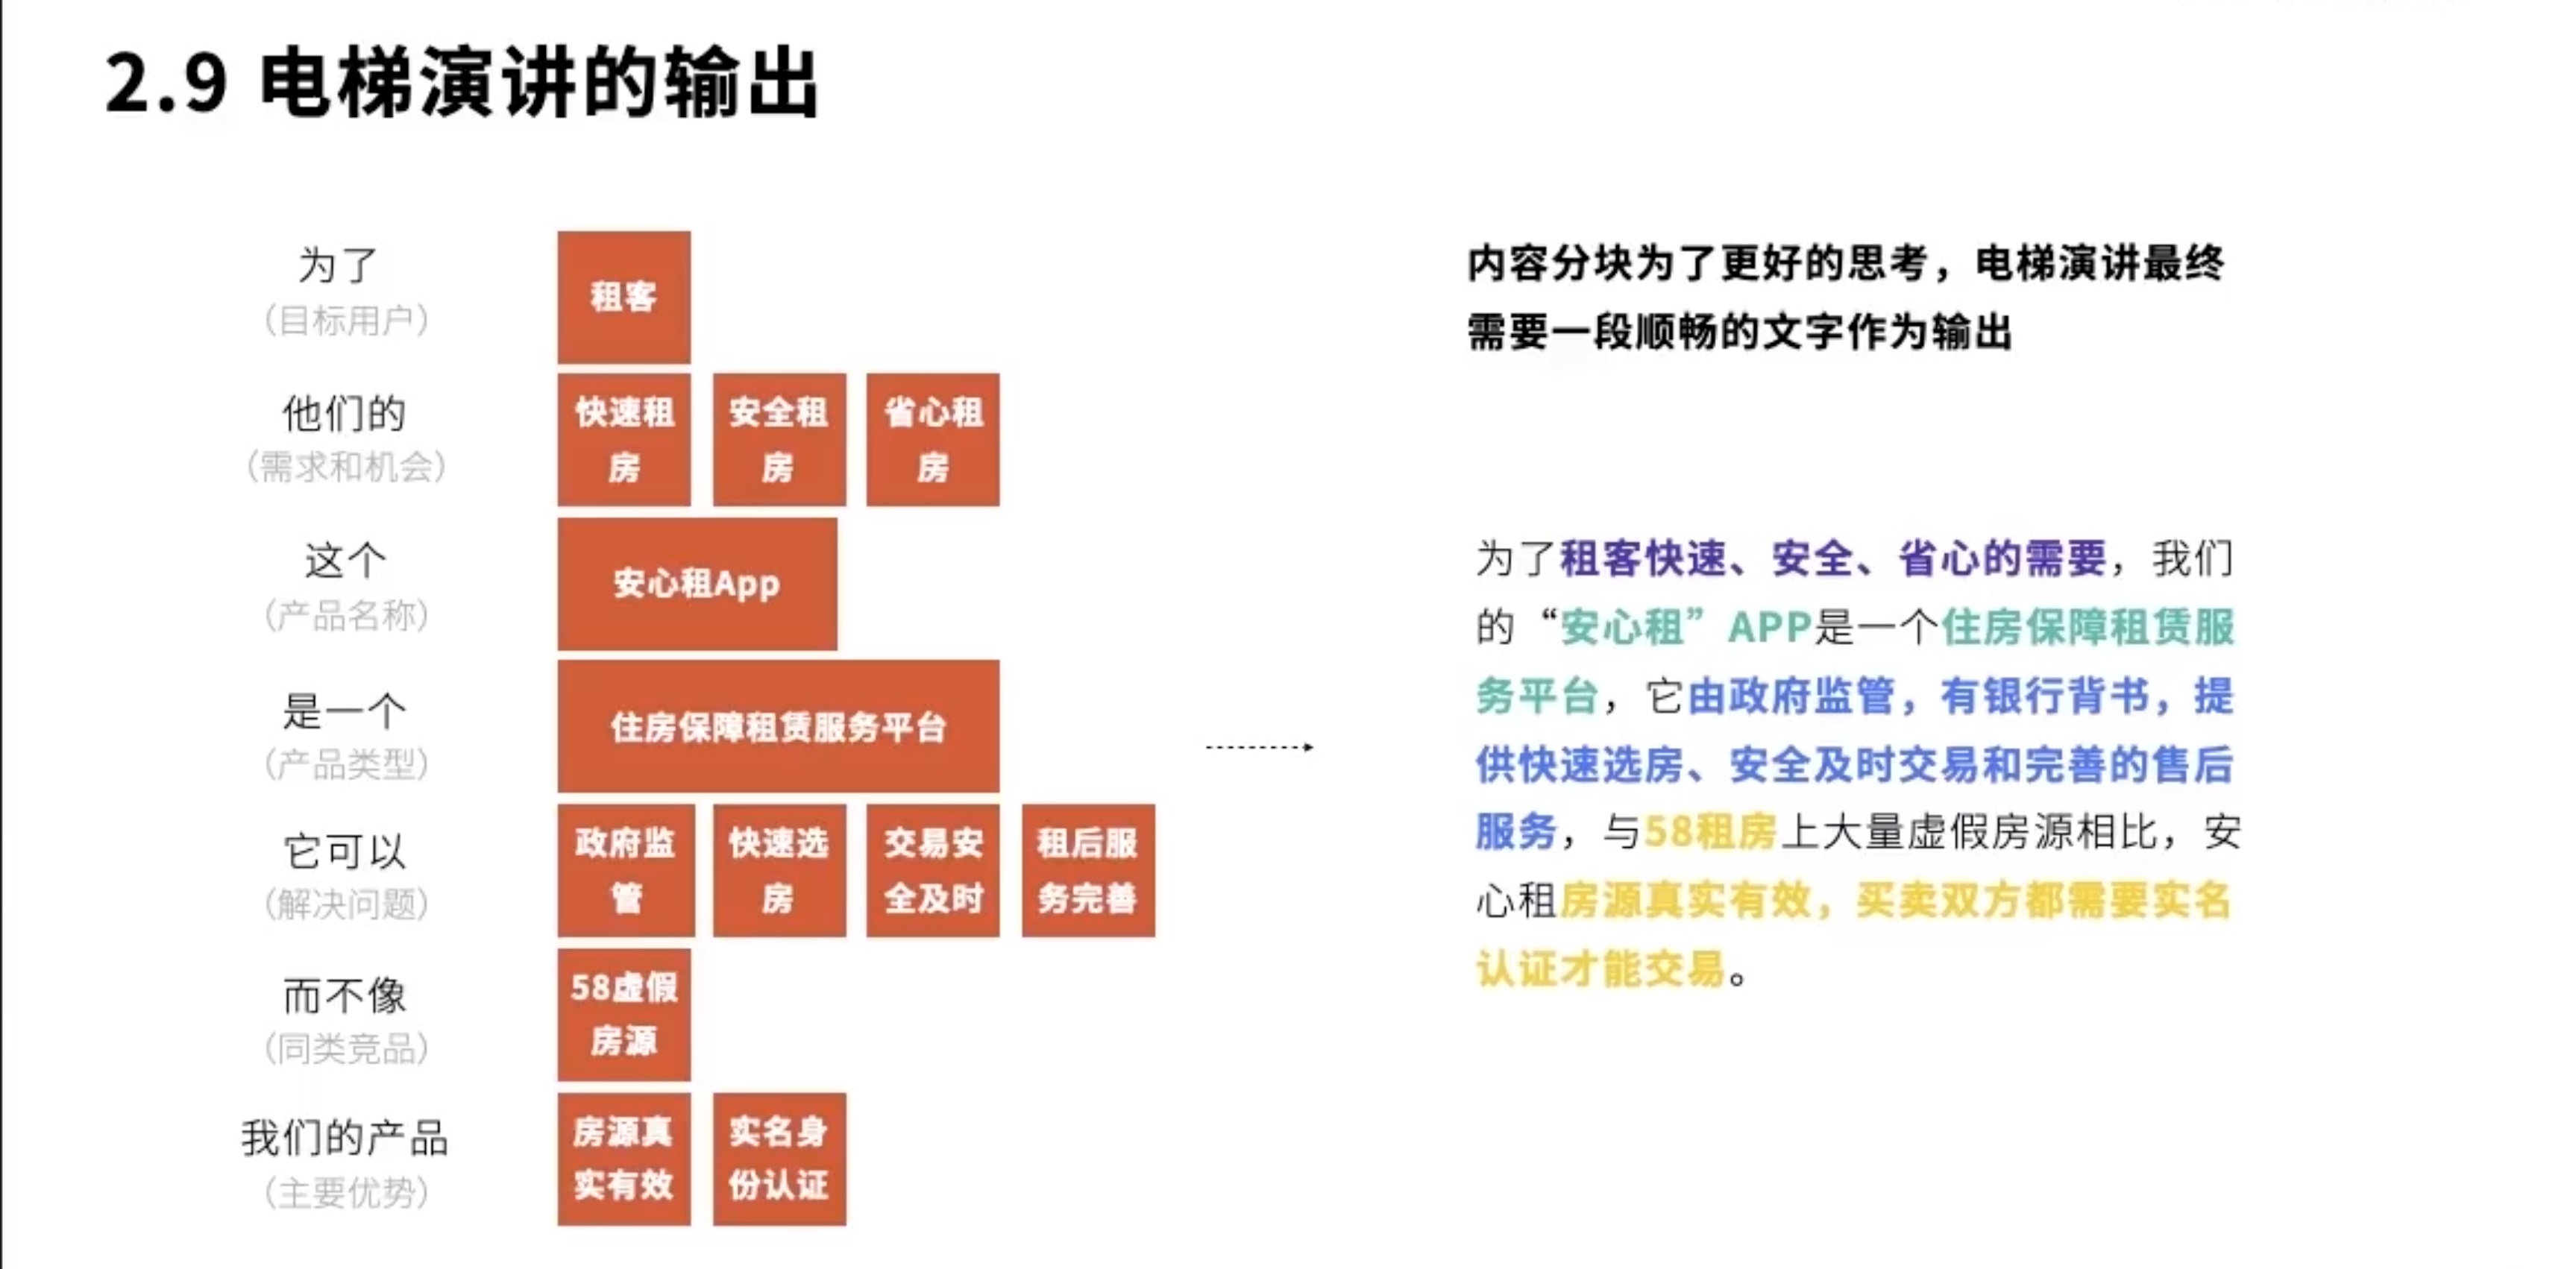 2.9 电梯演讲的输出
为了
（目标用户）
租客
他们的
（需求和机会）
快速租
房
安全租
房
省心租
房
这个
（产品名称）
安心租App
是一个
（产品类型）
住房保障租赁服务平台
它可以
（解决问题）
政府监
管
快速选
房
交易安
全及时
租后服
务完善
而不像
（同类竞品）
58虚假
房源
我们的产品
（主要优势）
房源真
实有效
实名身
份认证
内容分块为了更好的思考，电梯演讲最终
需要一段顺畅的文字作为输出
为了租客快速、安全、省心的需要，我们
的“安心租”APP是一个住房保障租赁服
务平台，它由政府监管，有银行背书，提
供快速选房、安全及时交易和完善的售后
服务，与58租房上大量虚假房源相比，安
心租房源真实有效，买卖双方都需要实名
认证才能交易。